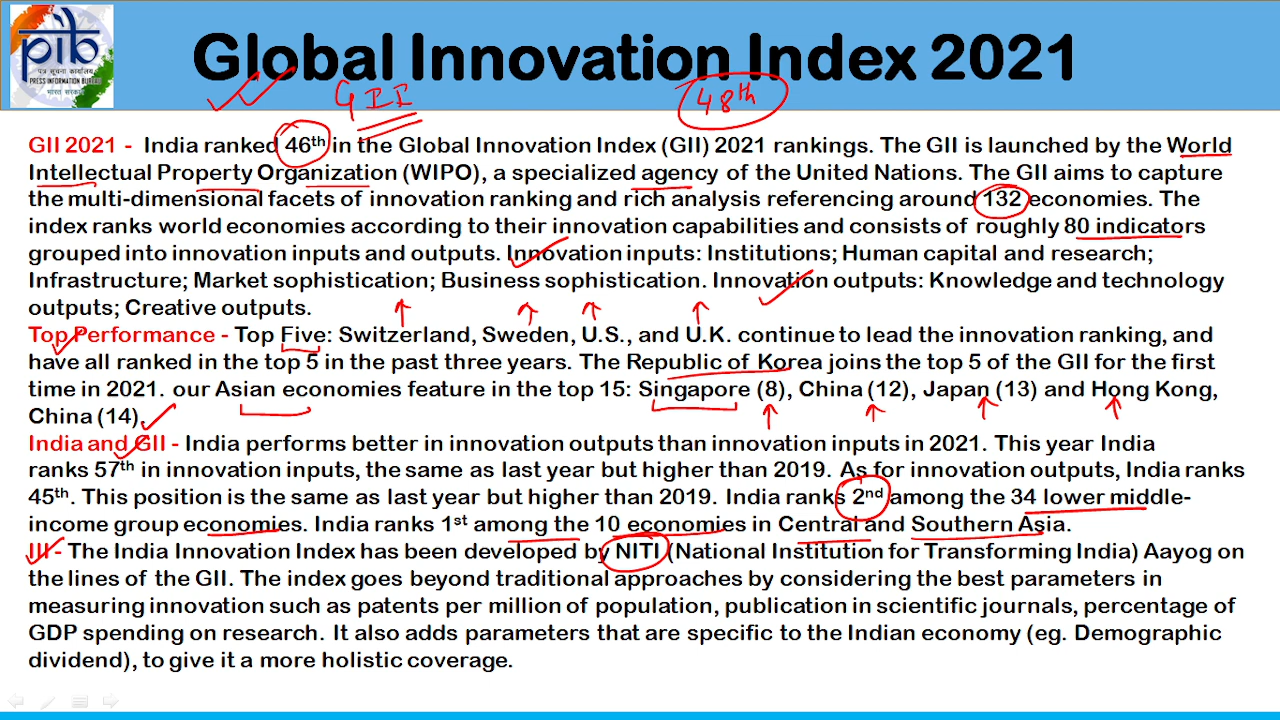 pib
पत्र सूचना कार्यालय
PRESS INFORMATION BUREAU
भारत सरकार
Global Innovation Index 2021
GII
48th
GII 2021 - India ranked 46th in the Global Innovation Index (GII) 2021 rankings. The GII is launched by the World
Intellectual Property Organization (WIPO), a specialized agency of the United Nations. The GII aims to capture
the multi-dimensional facets of innovation ranking and rich analysis referencing around 132 economies. The
index ranks world economies according to their innovation capabilities and consists of roughly 80 indicators
grouped into innovation inputs and outputs. Innovation inputs: Institutions; Human capital and research;
Infrastructure; Market sophistication; Business sophistication. Innovation outputs: Knowledge and technology
outputs; Creative outputs.
Top Performance - Top Five: Switzerland, Sweden, U.S., and U.K. continue to lead the innovation ranking, and
have all ranked in the top 5 in the past three years. The Republic of Korea joins the top 5 of the GII for the first
time in 2021. our Asian economies feature in the top 15: Singapore (8), China (12), Japan (13) and Hong Kong,
China (14).
India and GII - India performs better in innovation outputs than innovation inputs in 2021. This year India
ranks 57th in innovation inputs, the same as last year but higher than 2019. As for innovation outputs, India ranks
45th. This position is the same as last year but higher than 2019. India ranks 2nd among the 34 lower middle-
income group economies. India ranks 1st among the 10 economies in Central and Southern Asia.
III - The India Innovation Index has been developed by NITI (National Institution for Transforming India) Aayog on
the lines of the GII. The index goes beyond traditional approaches by considering the best parameters in
measuring innovation such as patents per million of population, publication in scientific journals, percentage of
GDP spending on research. It also adds parameters that are specific to the Indian economy (eg. Demographic
dividend), to give it a more holistic coverage.